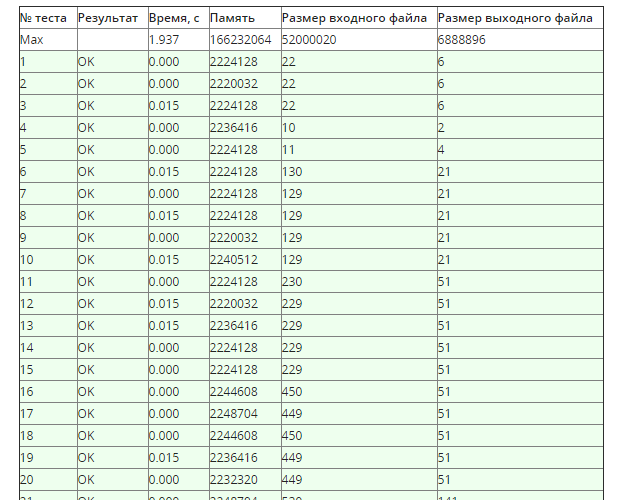 № теста Результат Время, с Память Размер входного файла Размер выходного файла
Max 1.937 166232064 52000020 6888896
1 OK 0.000 2224128 22 6
2 OK 0.000 2220032 22 6
3 OK 0.015 2224128 22 6
4 OK 0.000 2236416 10 2
5 OK 0.000 2224128 11 4
6 OK 0.015 2224128 130 21
7 OK 0.000 2224128 129 21
8 OK 0.015 2224128 129 21
9 OK 0.000 2220032 129 21
10 OK 0.015 2240512 129 21
11 OK 0.000 2224128 230 51
12 OK 0.015 2220032 229 51
13 OK 0.015 2236416 229 51
14 OK 0.000 2224128 229 51
15 OK 0.000 2224128 229 51
16 OK 0.000 2244608 450 51
17 OK 0.000 2248704 449 51
18 OK 0.000 2244608 450 51
19 OK 0.015 2236416 449 51
20 OK 0.000 2232320 449 51